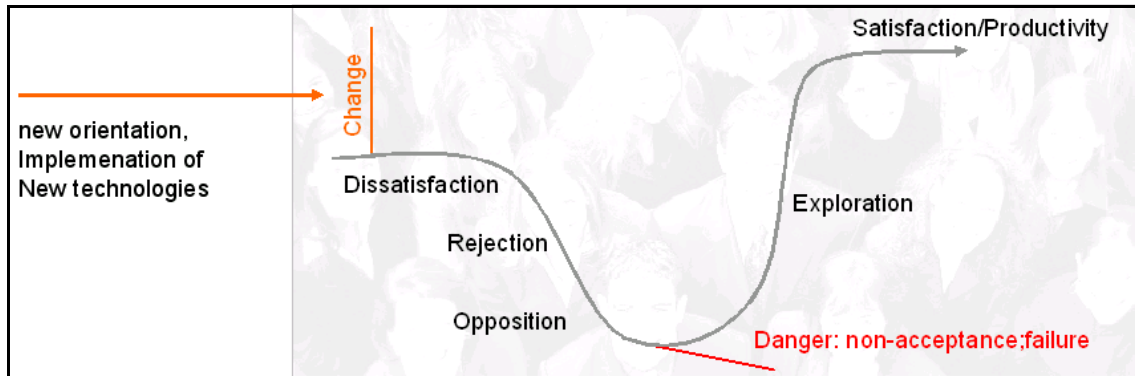 Satisfaction/Productivity
Change
new orientation,
Implemenation of
New technologies
Dissatisfaction
Exploration
Rejection
Opposition
Danger: non-acceptance;failure